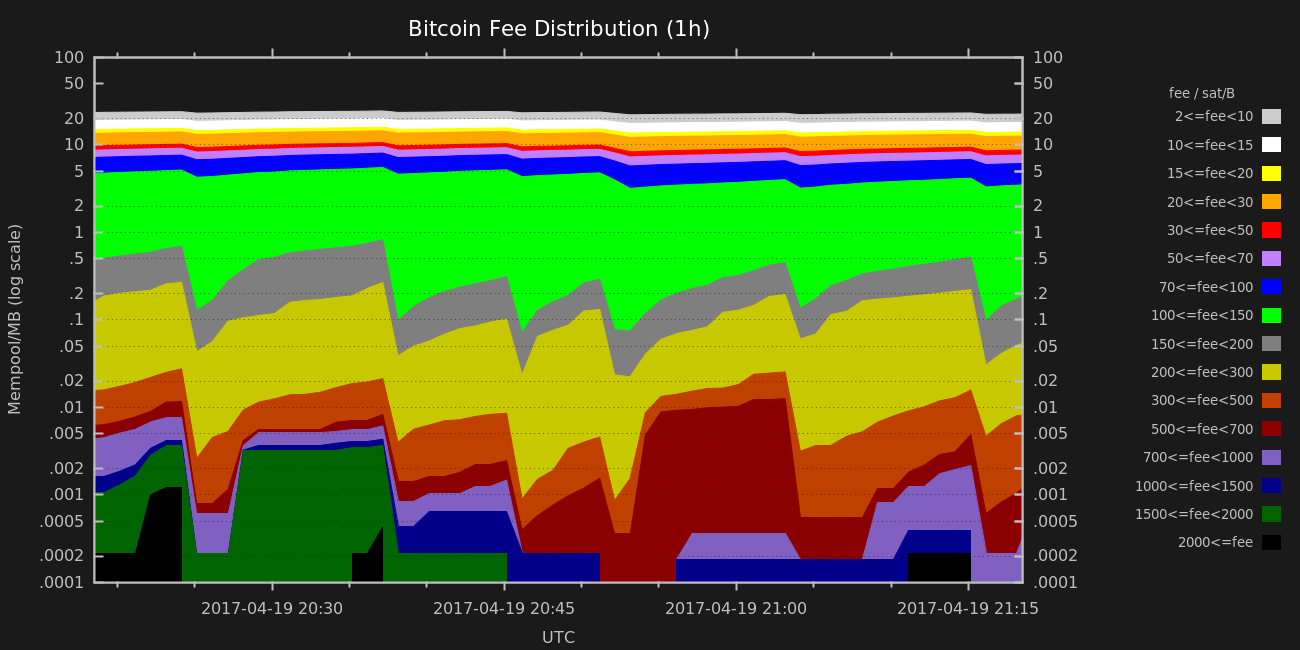 Bitcoin Fee Distribution (1h)
100
50
20
10
5
2
1
.5
.2
.1
.05
.02
.01
.005
.002
.001
.0005
.0002
.0001
Mempool/MB (log scale)
100
50
20
10
5
2
1
.5
.2
.1
.05
.02
.01
.005
.002
.001
.0005
.0002
.0001
2017-04-19 20:30
2017-04-19 20:45
2017-04-19 21:00
2017-04-19 21:15
UTC
fee / sat/B
2<=fee<10
10<=fee<15
15<=fee<20
20<=fee<30
30<=fee<50
50<=fee<70
70<=fee<100
100<=fee<150
150<=fee<200
200<=fee<300
300<=fee<500
500<=fee<700
700<=fee<1000
1000<=fee<1500
1500<=fee<2000
2000<=fee